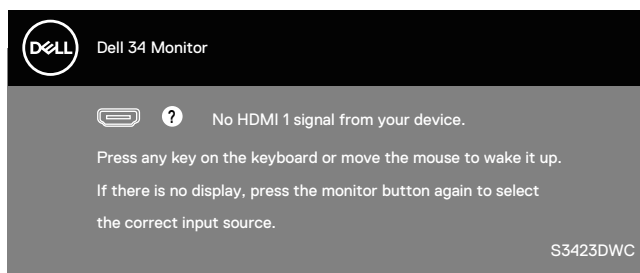 DELL
Dell 34 Monitor
? No HDMI 1 signal from your device.
Press any key on the keyboard or move the mouse to wake it up.
If there is no display, press the monitor button again to select
the correct input source.
S3423DWC